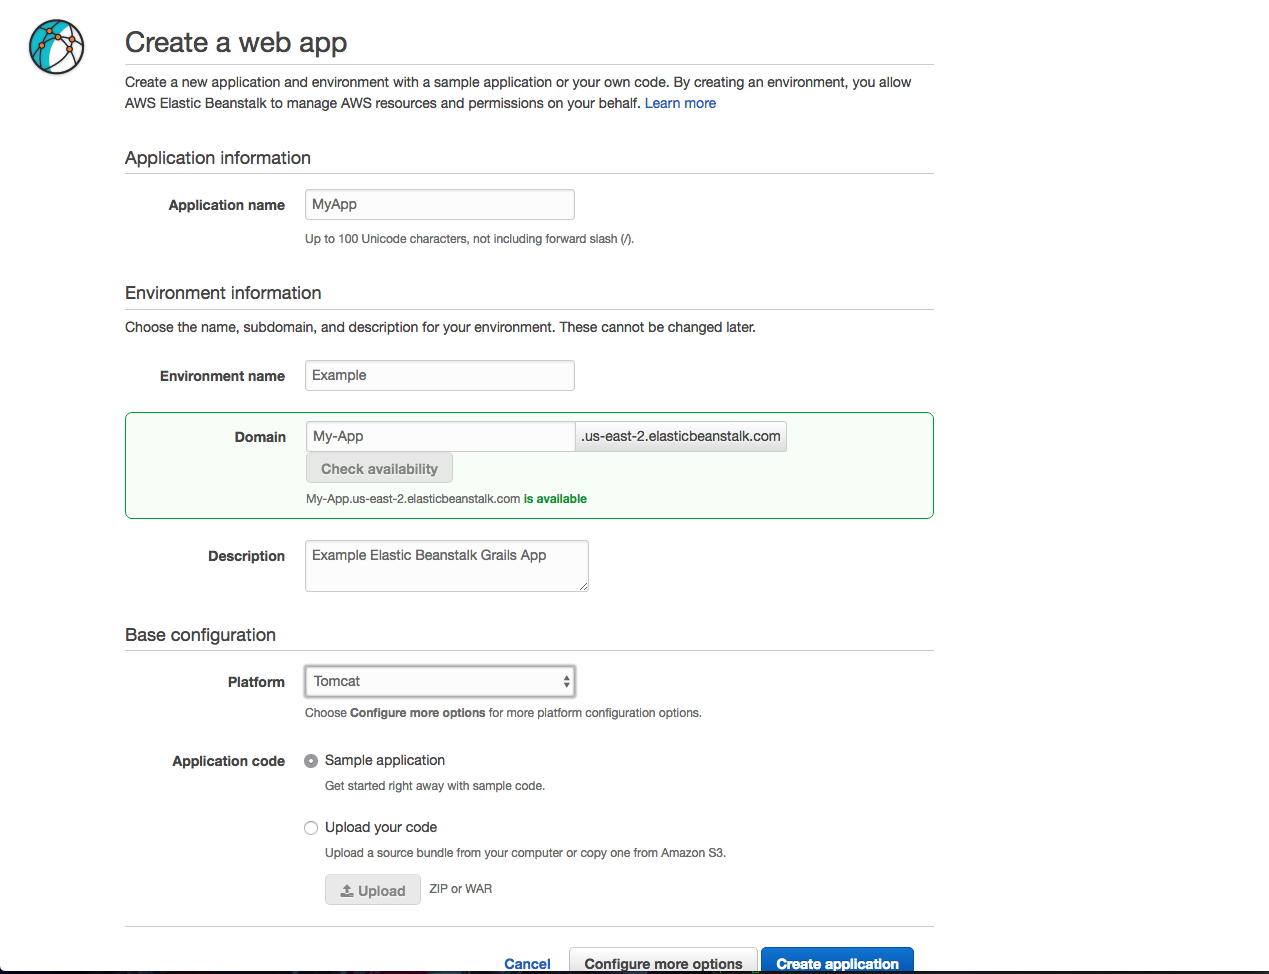 Create a web app
Create a new application and environment with a sample application or your own code. By creating an environment, you allow
AWS Elastic Beanstalk to manage AWS resources and permissions on your behalf. Learn more
Application information
Application name MyApp
Up to 100 Unicode characters, not including forward slash (/).
Environment information
Choose the name, subdomain, and description for your environment. These cannot be changed later.
Environment name Example
Domain My-App .us-east-2.elasticbeanstalk.com
Check availability
My-App.us-east-2.elasticbeanstalk.com is available
Description Example Elastic Beanstalk Grails App
Base configuration
Platform Tomcat
Choose Configure more options for more platform configuration options.
Application code Sample application
Get started right away with sample code.
Upload your code
Upload a source bundle from your computer or copy one from Amazon S3.
Upload ZIP or WAR
Cancel Configure more options Create application